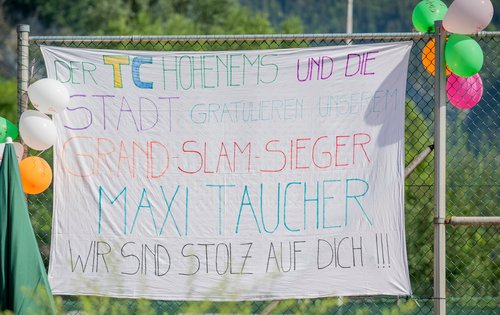 DER TC HOHENEMS UND DIE
STADT GRATULIEREN UNSEREM
GRAND-SLAM-SIEGER
MAXI TAUCHER
WIR SIND STOLZ AUF DICH !!!